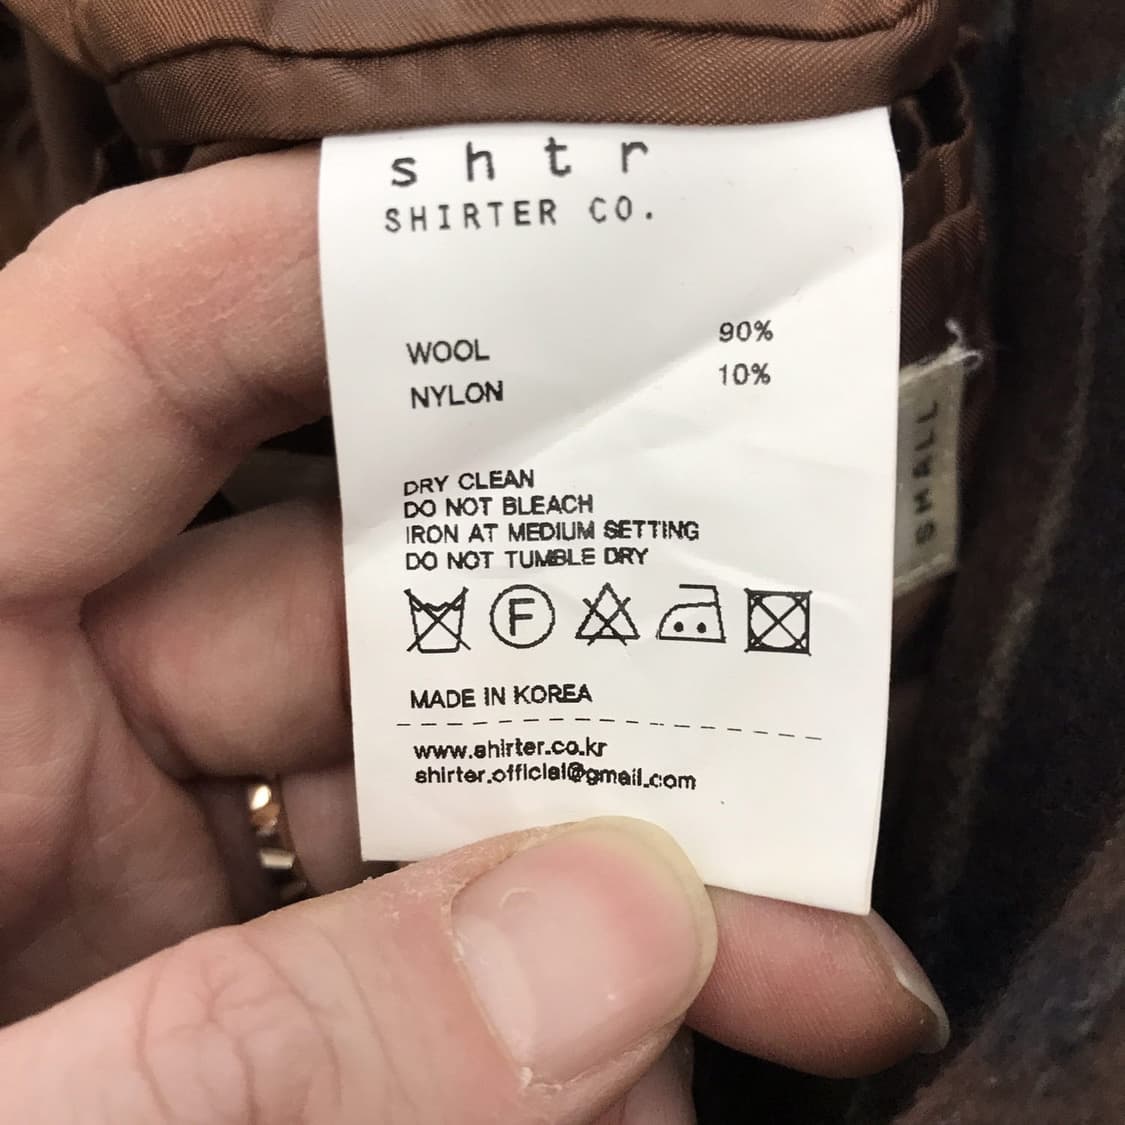 shtr
SHIRTER CO.
WOOL 90%
NYLON 10%
DRY CLEAN
DO NOT BLEACH
IRON AT MEDIUM SETTING
DO NOT TUMBLE DRY
F
MADE IN KOREA
www.shirter.co.kr
shirter.official@gmail.com
SMALL